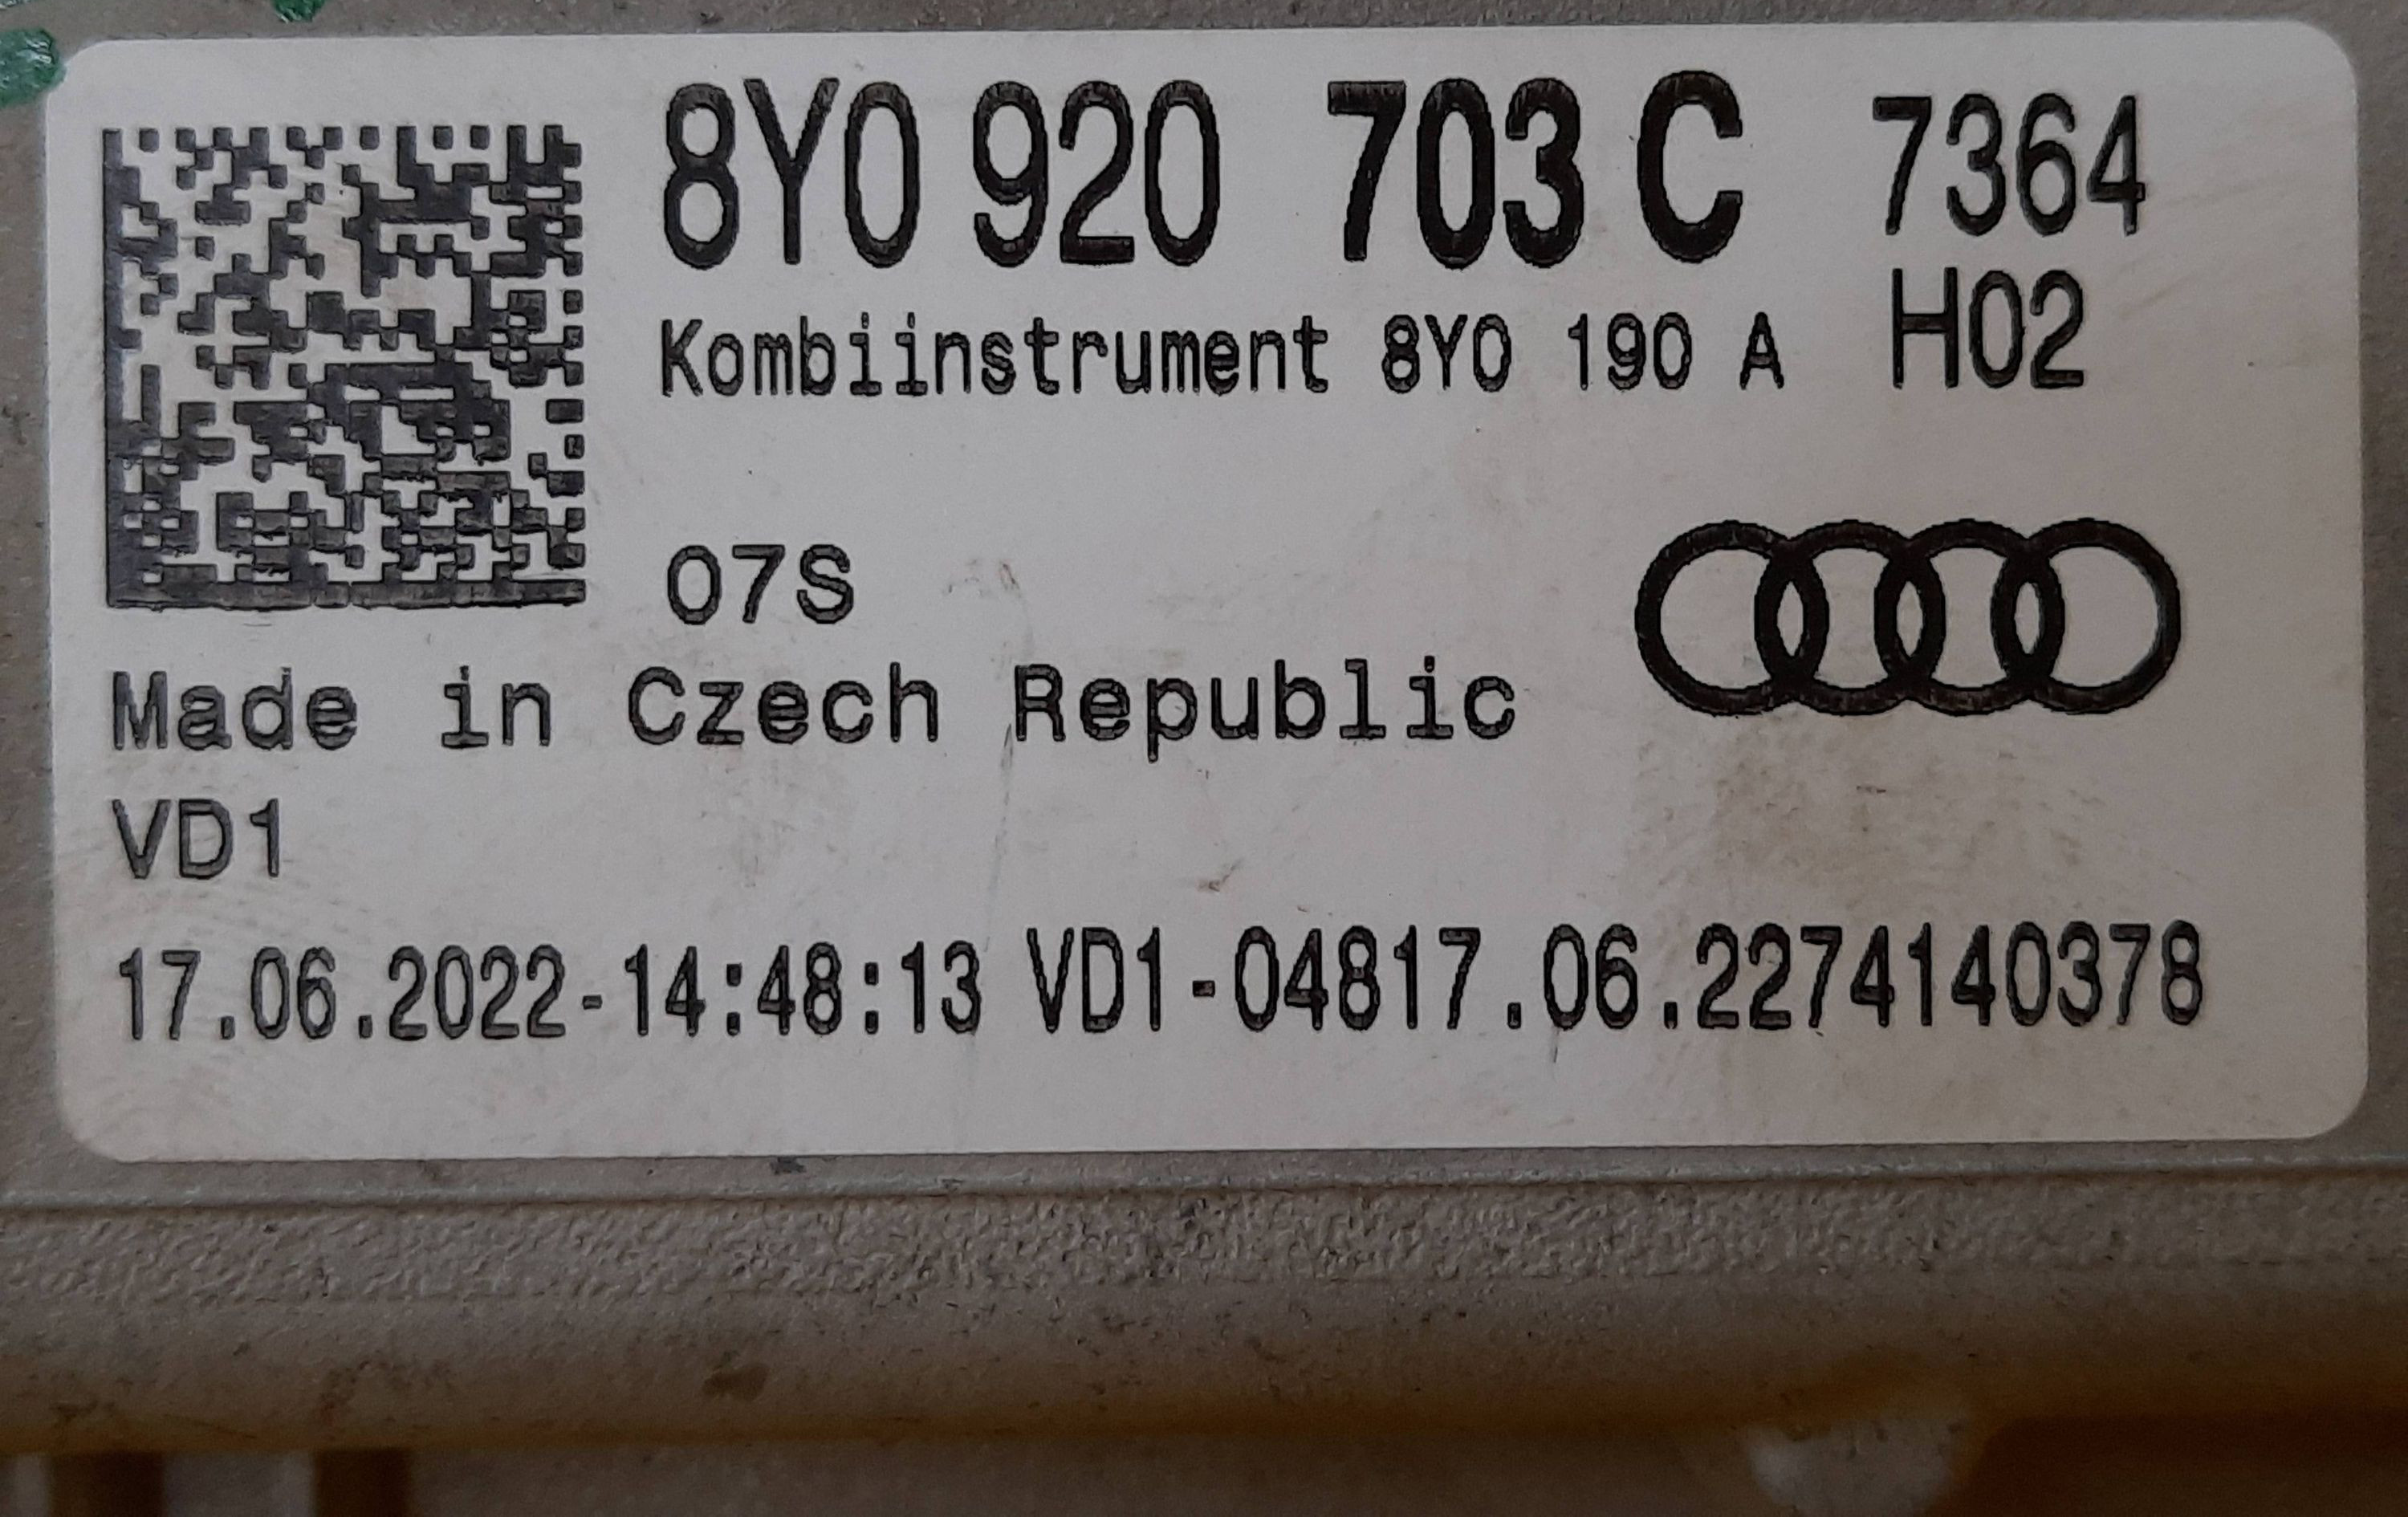 8Y0 920 703 C 7364
Kombiinstrument 8Y0 190 A H02
07S
Made in Czech Republic
VD1
17.06.2022-14:48:13 VD1-04817.06.2274140378